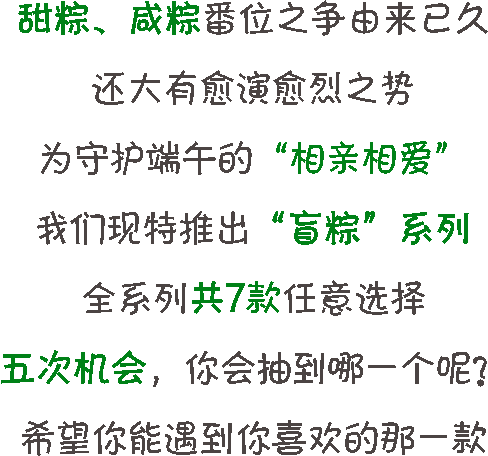 甜粽、咸粽番位之争由来已久
还大有愈演愈烈之势
为守护端午的“相亲相爱”
我们现特推出“盲粽”系列
全系列共7款任意选择
五次机会，你会抽到哪一个呢?
希望你能遇到你喜欢的那一款